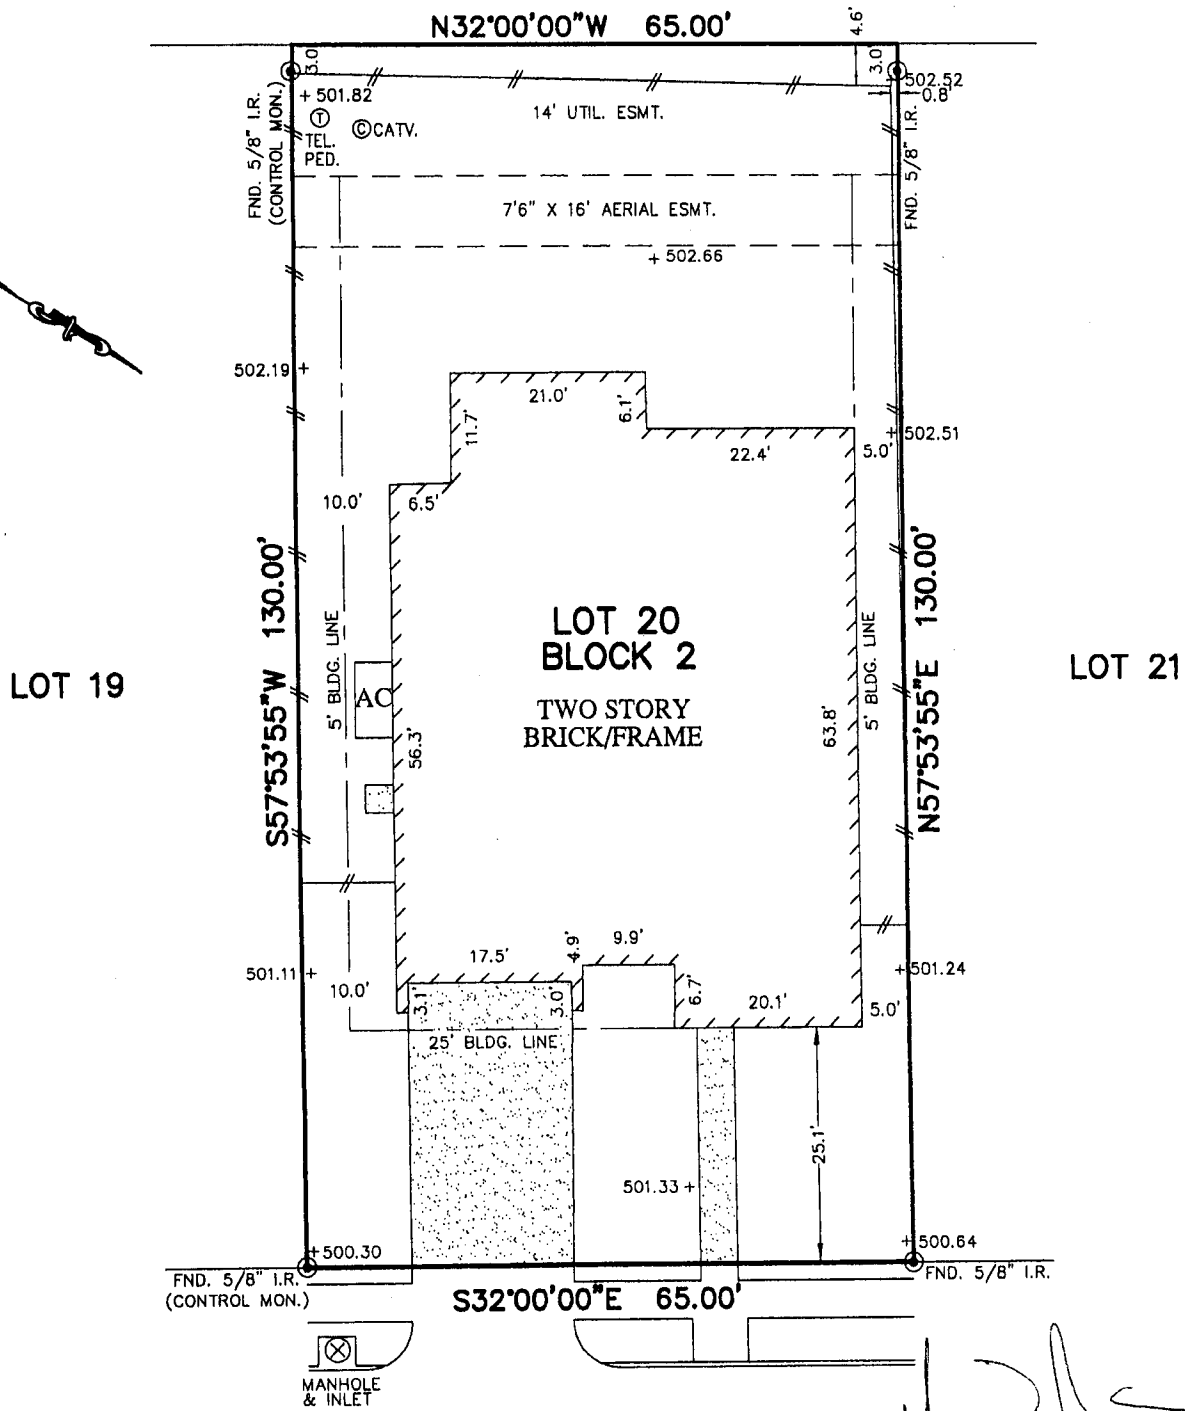 N32°00'00"W 65.00'
4.6'
3.0'
3.0'
502.52
0.8'
+ 501.82
14' UTIL. ESMT.
Ⓣ
TEL.
PED.
ⒸCATV.
FND. 5/8" I.R.
(CONTROL MON.)
FND. 5/8" I.R.
7'6" X 16' AERIAL ESMT.
+ 502.66
502.19 +
21.0'
6.1'
11.7'
22.4'
5.0'
+ 502.51
10.0'
6.5'
S57°53'55"W 130.00'
5' BLDG. LINE
LOT 20
BLOCK 2
TWO STORY
BRICK/FRAME
N57°53'55"E 130.00'
5' BLDG. LINE
LOT 19
LOT 21
AC
56.3'
63.8'
17.5'
4.9'
9.9'
501.11 +
10.0'
3.1'
3.0'
6.7'
20.1'
5.0'
+501.24
25' BLDG. LINE
25.1'
501.33 +
+500.30
+500.64
FND. 5/8" I.R.
(CONTROL MON.)
S32°00'00"E 65.00'
FND. 5/8" I.R.
MANHOLE
& INLET